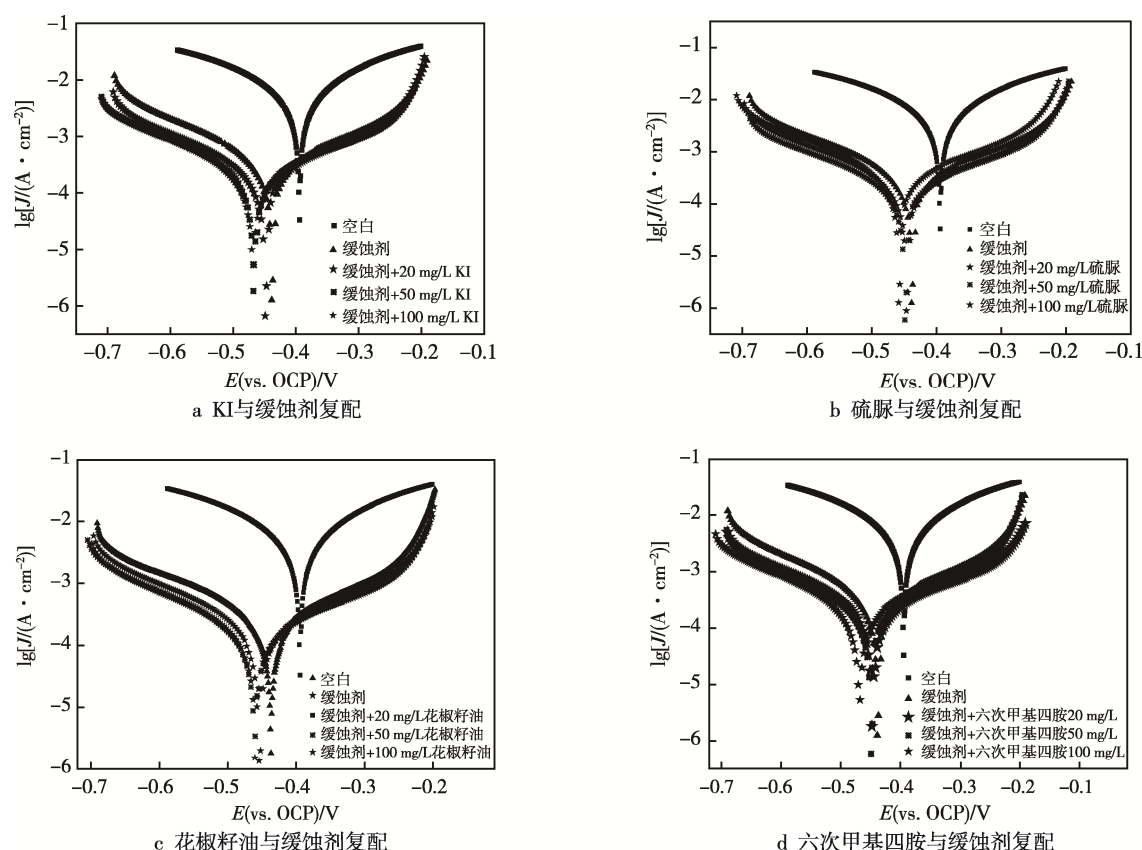 −1
−2
−3
−4
−5
−6
lg[J/(A·cm⁻²)]
■ 空白
▲ 缓蚀剂
★ 缓蚀剂+20 mg/L KI
■ 缓蚀剂+50 mg/L KI
★ 缓蚀剂+100 mg/L KI
−0.7 −0.6 −0.5 −0.4 −0.3 −0.2 −0.1
E(vs. OCP)/V
a KI与缓蚀剂复配
−1
−2
−3
−4
−5
−6
lg[J/(A·cm⁻²)]
■ 空白
▲ 缓蚀剂
★ 缓蚀剂+20 mg/L硫脲
■ 缓蚀剂+50 mg/L硫脲
★ 缓蚀剂+100 mg/L硫脲
−0.7 −0.6 −0.5 −0.4 −0.3 −0.2 −0.1
E(vs. OCP)/V
b 硫脲与缓蚀剂复配
−1
−2
−3
−4
−5
−6
lg[J/(A·cm⁻²)]
▲ 空白
★ 缓蚀剂
■ 缓蚀剂+20 mg/L花椒籽油
■ 缓蚀剂+50 mg/L花椒籽油
★ 缓蚀剂+100 mg/L花椒籽油
−0.7 −0.6 −0.5 −0.4 −0.3 −0.2
E(vs. OCP)/V
c 花椒籽油与缓蚀剂复配
−1
−2
−3
−4
−5
−6
lg[J/(A·cm⁻²)]
■ 空白
▲ 缓蚀剂
★ 缓蚀剂+六次甲基四胺20 mg/L
■ 缓蚀剂+六次甲基四胺50 mg/L
★ 缓蚀剂+六次甲基四胺100 mg/L
−0.7 −0.6 −0.5 −0.4 −0.3 −0.2 −0.1
E(vs. OCP)/V
d 六次甲基四胺与缓蚀剂复配